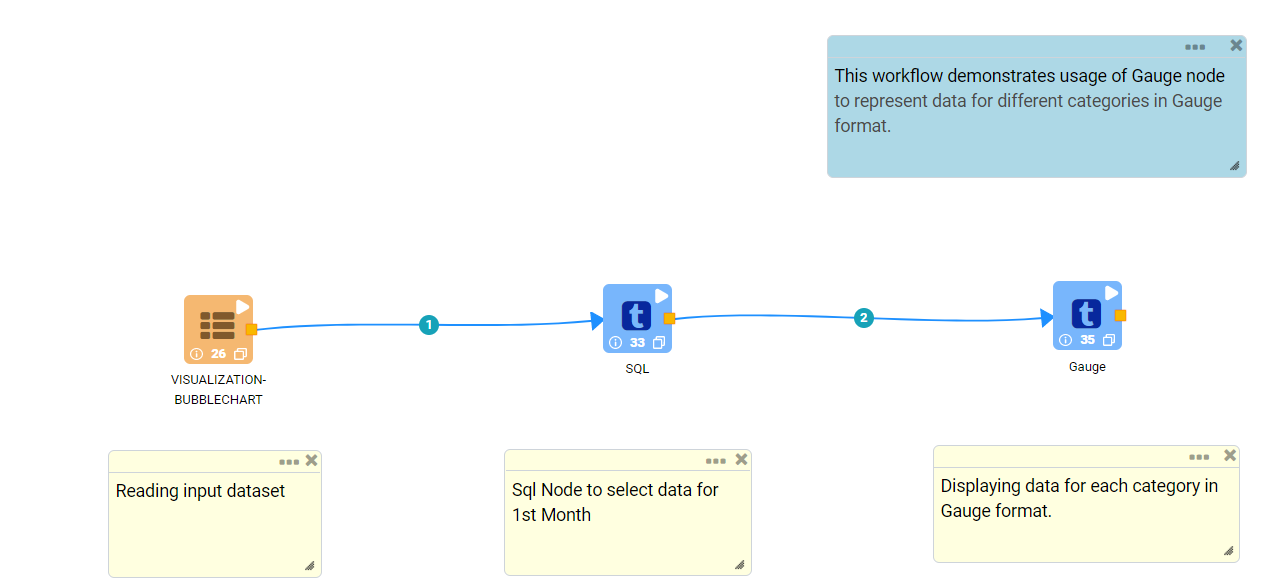 This workflow demonstrates usage of Gauge node
to represent data for different categories in Gauge
format.
1
2
t
t
26
33
35
VISUALIZATION-
BUBBLECHART
SQL
Gauge
Reading input dataset
Sql Node to select data for
1st Month
Displaying data for each category in
Gauge format.